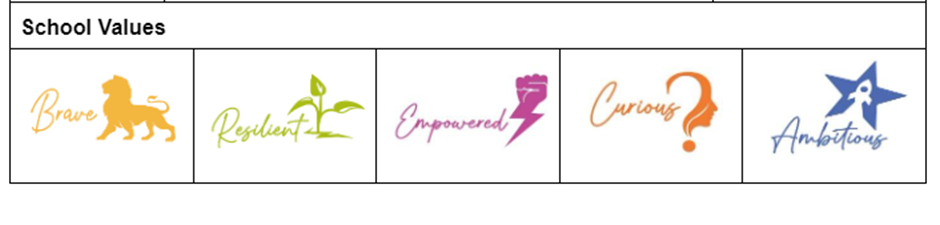 School Values
Brave
Resilient
Empowered
Curious
Ambitious